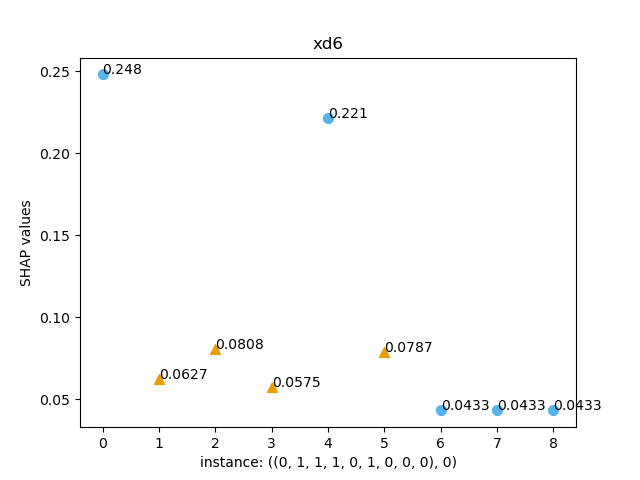 xd6
0.25
0.248
0.221
0.20
0.15
SHAP values
0.10
0.0808
0.0787
0.0627
0.0575
0.05
0.0433 0.0433 0.0433
0 1 2 3 4 5 6 7 8
instance: ((0, 1, 1, 1, 0, 1, 0, 0, 0), 0)